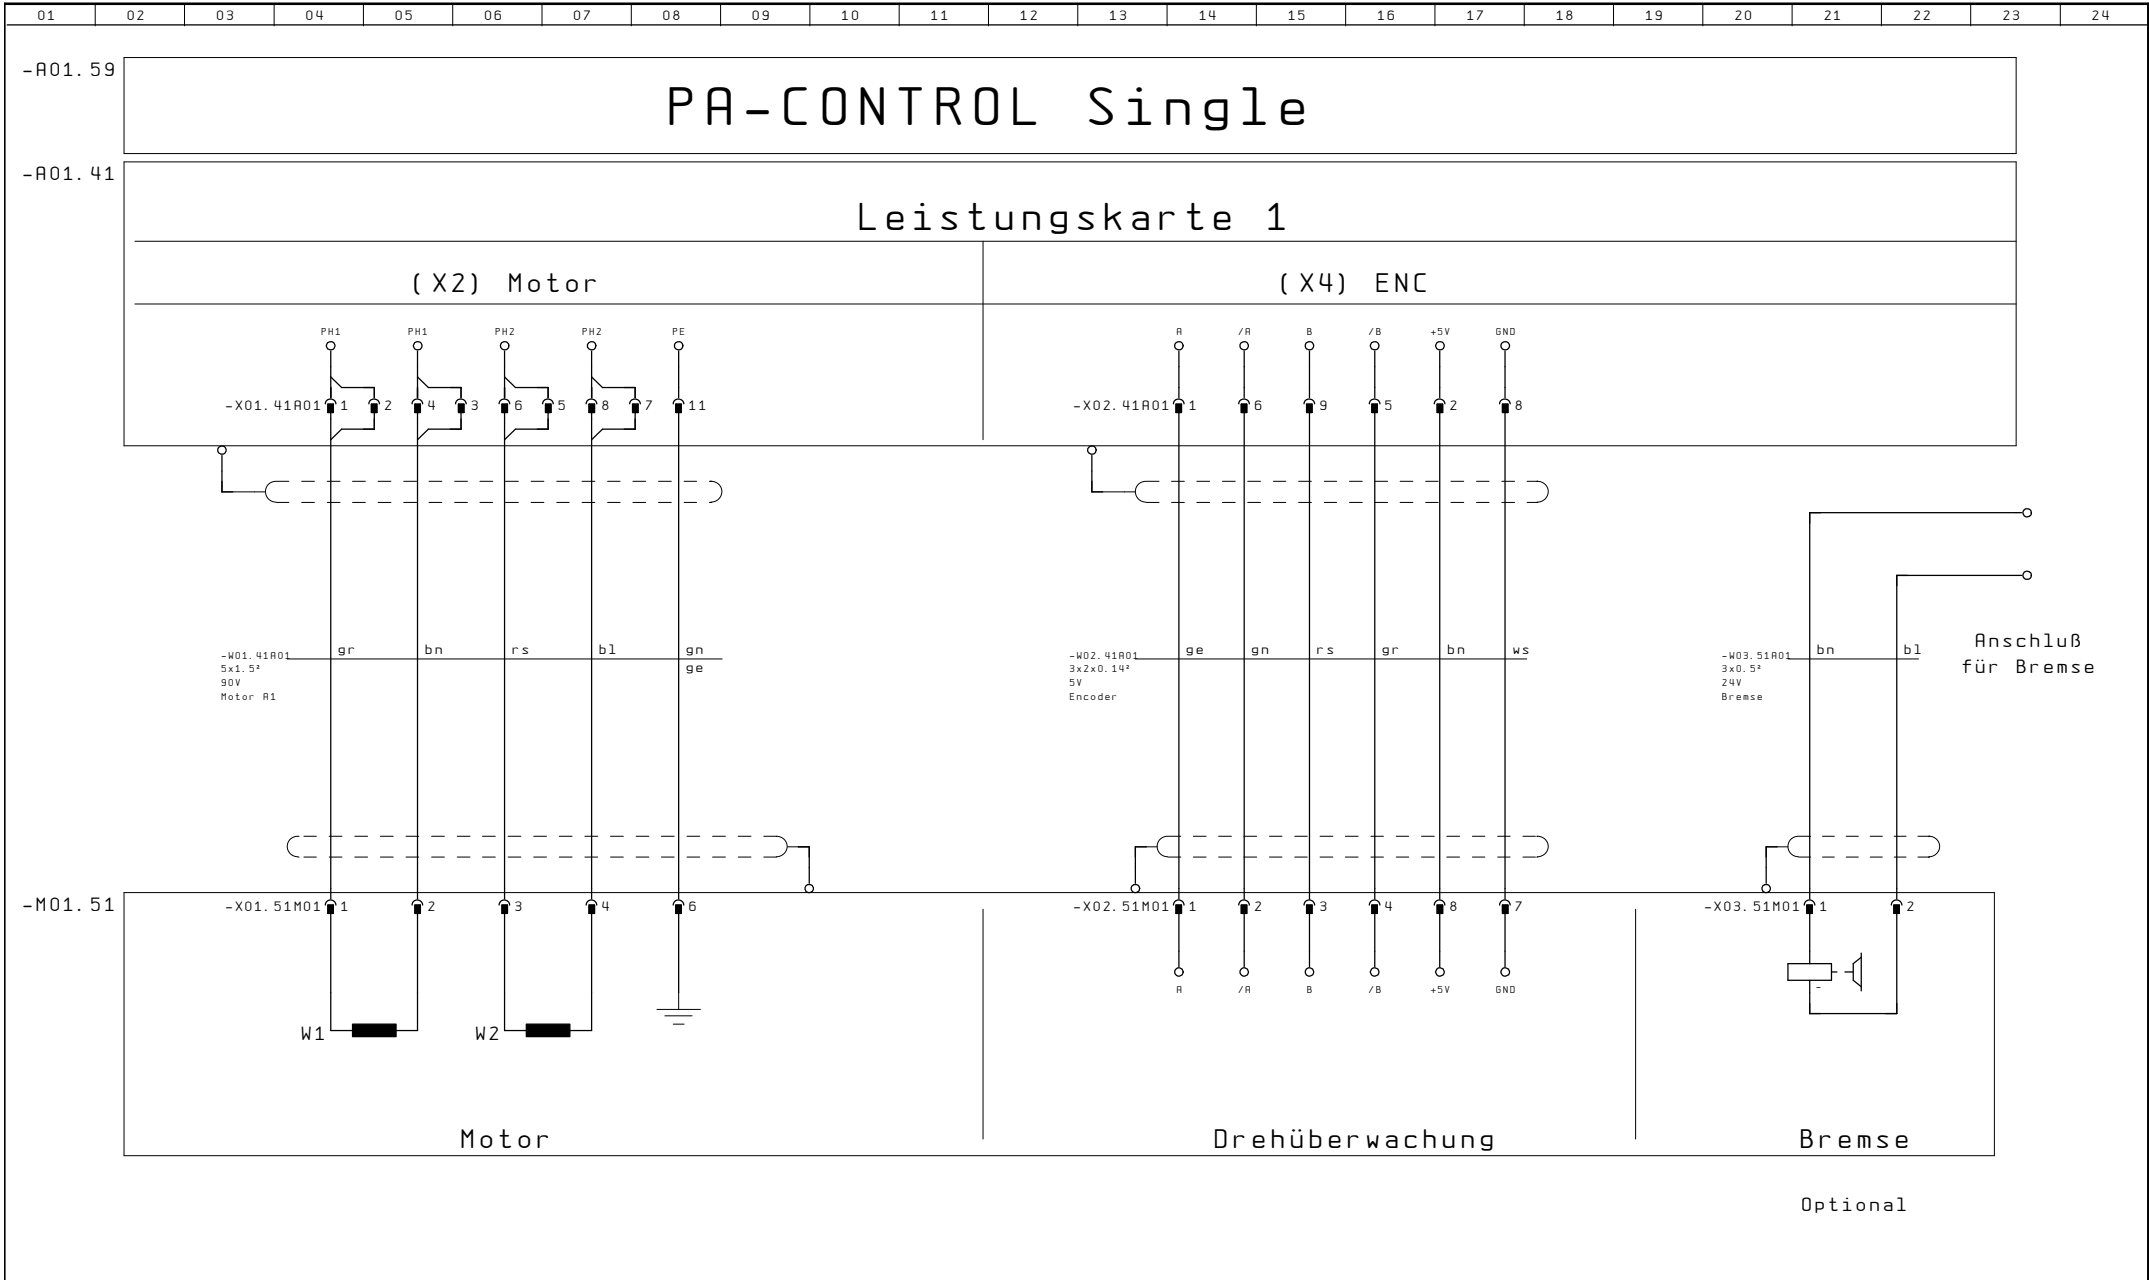 01 02 03 04 05 06 07 08 09 10 11 12 13 14 15 16 17 18 19 20 21 22 23 24
-A01.59
PA-CONTROL Single
-A01.41
Leistungskarte 1
(X2) Motor (X4) ENC
PH1 PH1 PH2 PH2 PE A /A B /B +5V GND
-X01.41A01 1 2 4 3 6 5 8 7 11 -X02.41A01 1 6 9 5 2 8
gr bn rs bl gn ge gn rs gr bn ws bn bl
ge
-W01.41A01
5x1.5²
90V
Motor A1
-W02.41A01
3x2x0.14²
5V
Encoder
-W03.51A01
3x0.5²
24V
Bremse
Anschluß
für Bremse
-M01.51
-X01.51M01 1 2 3 4 6 -X02.51M01 1 2 3 4 8 7 -X03.51M01 1 2
A /A B /B +5V GND
-
W1 W2
Motor Drehüberwachung Bremse
Optional